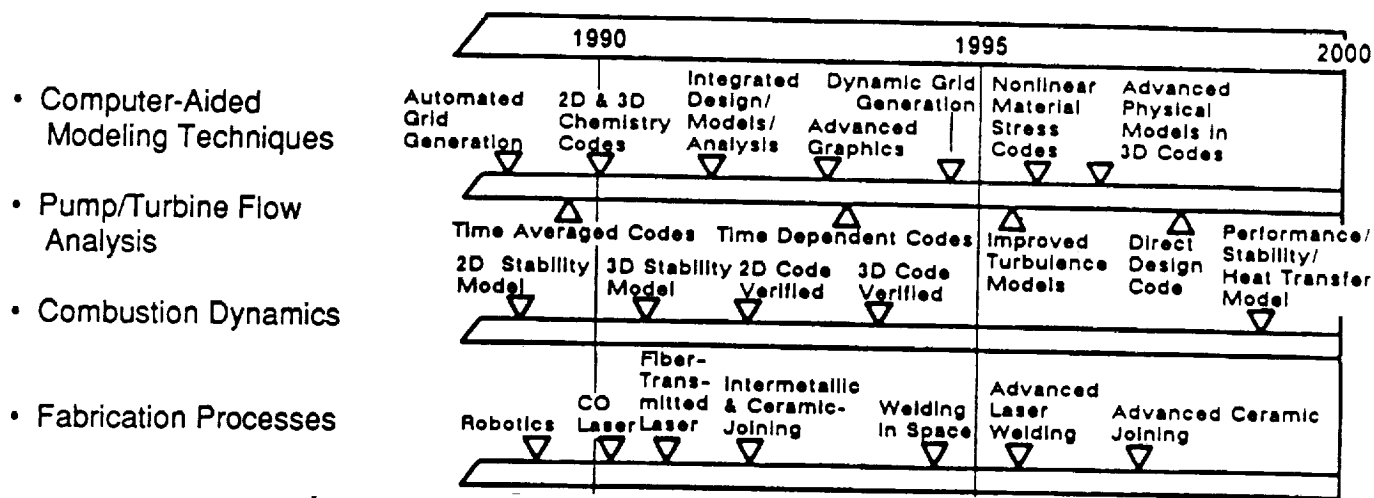 1990
1995
2000
• Computer-Aided
Modeling Techniques
Automated
Grid
Generation
2D & 3D
Chemistry
Codes
Integrated
Design/
Models/
Analysis
Advanced
Graphics
Dynamic Grid
Generation
Nonlinear
Material
Stress
Codes
Advanced
Physical
Models in
3D Codes
• Pump/Turbine Flow
Analysis
Time Averaged Codes
Time Dependent Codes
Improved
Turbulence
Models
Direct
Design
Code
• Combustion Dynamics
2D Stability
Model
3D Stability
Model
2D Code
Verified
3D Code
Verified
Performance/
Stability/
Heat Transfer
Model
• Fabrication Processes
Robotics
CO
Laser
Fiber-
Trans-
mitted
Laser
Intermetallic
& Ceramic-
Joining
Welding
in Space
Advanced
Laser
Welding
Advanced Ceramic
Joining